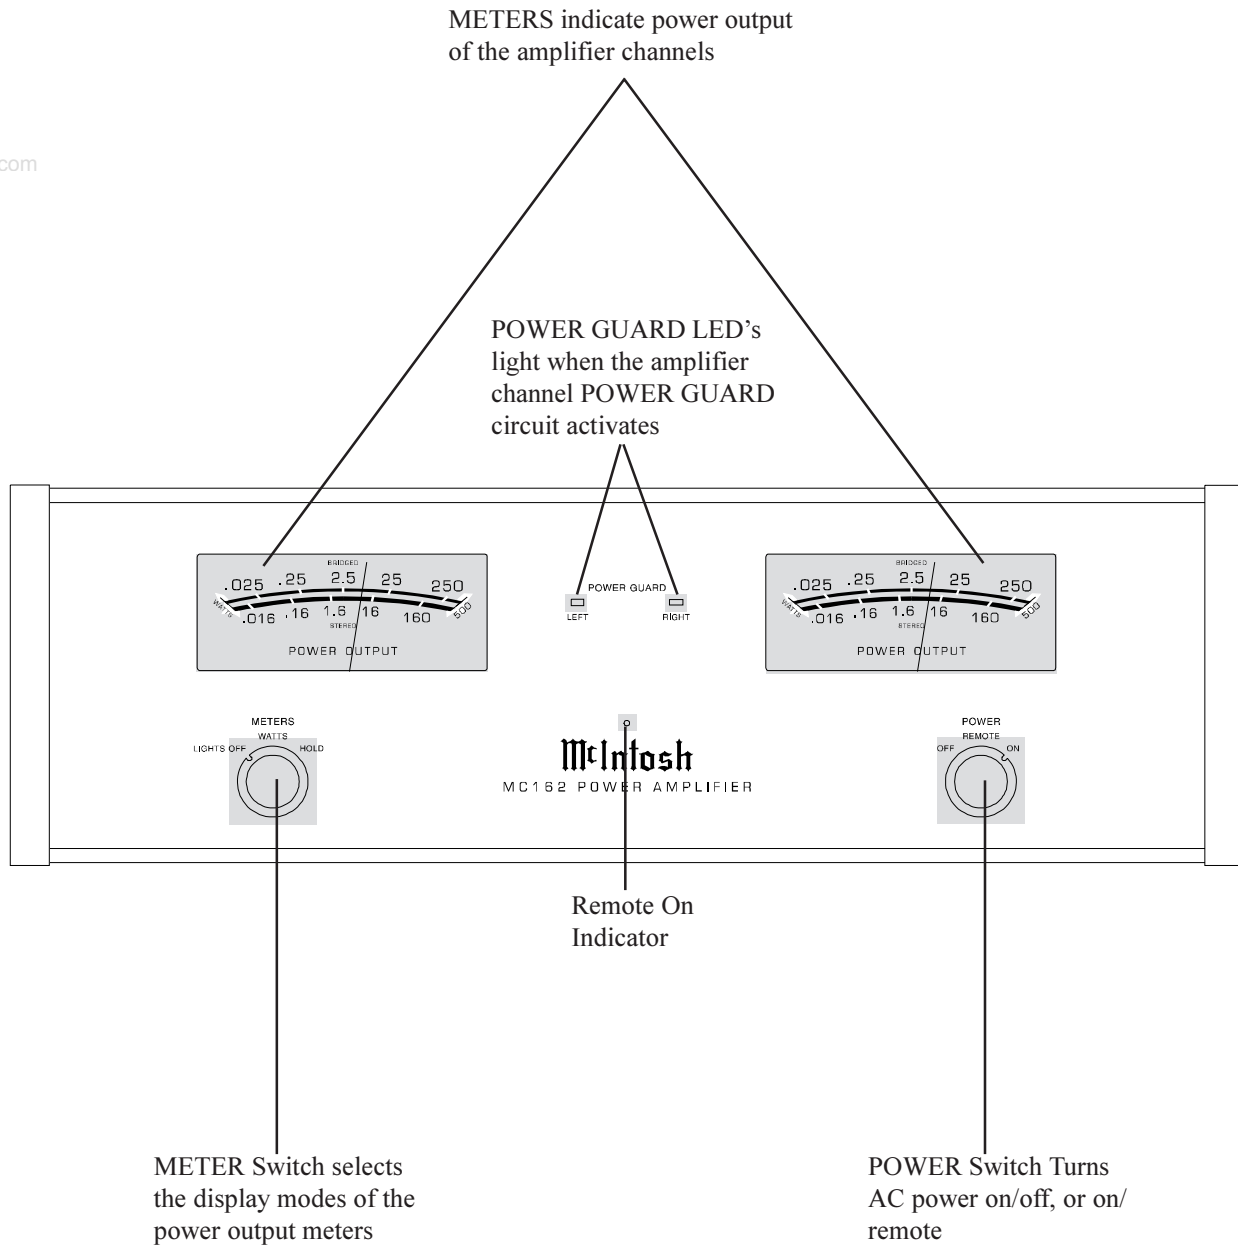 METERS indicate power output
of the amplifier channels
com
POWER GUARD LED’s
light when the amplifier
channel POWER GUARD
circuit activates
BRIDGED
.025 .25 2.5 25 250
WATTS 500
.016 .16 1.6 16 160
STEREO
POWER OUTPUT
POWER GUARD
LEFT RIGHT
BRIDGED
.025 .25 2.5 25 250
WATTS 500
.016 .16 1.6 16 160
STEREO
POWER OUTPUT
METERS
WATTS
LIGHTS OFF HOLD
McIntosh
MC162 POWER AMPLIFIER
POWER
REMOTE
OFF ON
Remote On
Indicator
METER Switch selects
the display modes of the
power output meters
POWER Switch Turns
AC power on/off, or on/
remote